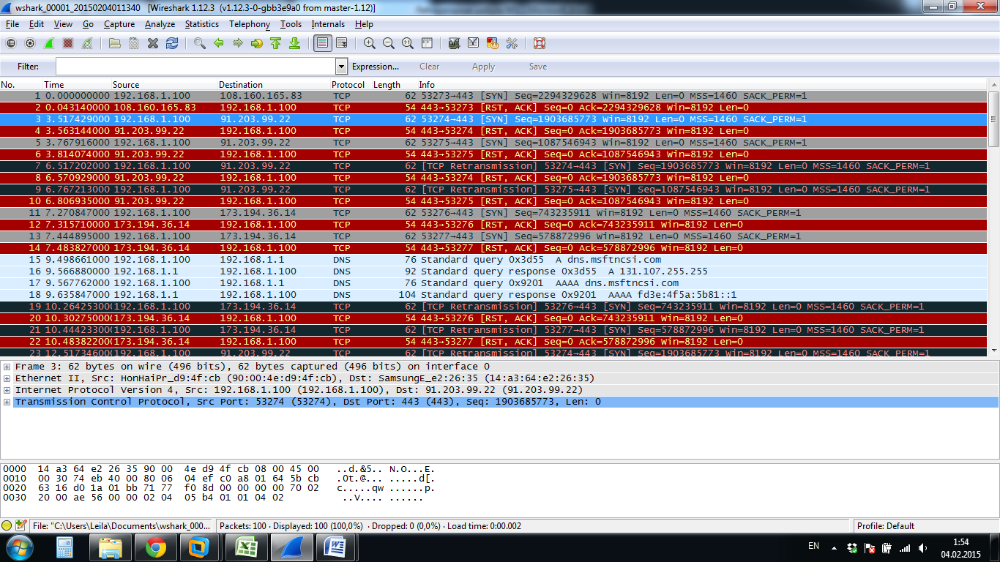 wshark_00001_20150204011340 [Wireshark 1.12.3 (v1.12.3-0-gbb3e9a0 from master-1.12)]
File Edit View Go Capture Analyze Statistics Telephony Tools Internals Help
Filter: Expression... Clear Apply Save
No. Time Source Destination Protocol Length Info
1 0.000000000 192.168.1.100 108.160.165.83 TCP 62 53273→443 [SYN] Seq=2294329628 Win=8192 Len=0 MSS=1460 SACK_PERM=1
2 0.043140000 108.160.165.83 192.168.1.100 TCP 54 443→53273 [RST, ACK] Seq=0 Ack=2294329628 Win=8192 Len=0
3 3.517429000 192.168.1.100 91.203.99.22 TCP 62 53274→443 [SYN] Seq=1903685773 Win=8192 Len=0 MSS=1460 SACK_PERM=1
4 3.563144000 91.203.99.22 192.168.1.100 TCP 54 443→53274 [RST, ACK] Seq=0 Ack=1903685773 Win=8192 Len=0
5 3.767916000 192.168.1.100 91.203.99.22 TCP 62 53275→443 [SYN] Seq=1087546943 Win=8192 Len=0 MSS=1460 SACK_PERM=1
6 3.814074000 91.203.99.22 192.168.1.100 TCP 54 443→53275 [RST, ACK] Seq=0 Ack=1087546943 Win=8192 Len=0
7 6.517202000 192.168.1.100 91.203.99.22 TCP 62 [TCP Retransmission] 53274→443 [SYN] Seq=1903685773 Win=8192 Len=0 MSS=1460 SACK_PERM=1
8 6.570929000 91.203.99.22 192.168.1.100 TCP 54 443→53274 [RST, ACK] Seq=0 Ack=1903685773 Win=8192 Len=0
9 6.767213000 192.168.1.100 91.203.99.22 TCP 62 [TCP Retransmission] 53275→443 [SYN] Seq=1087546943 Win=8192 Len=0 MSS=1460 SACK_PERM=1
10 6.806935000 91.203.99.22 192.168.1.100 TCP 54 443→53275 [RST, ACK] Seq=0 Ack=1087546943 Win=8192 Len=0
11 7.270847000 192.168.1.100 173.194.36.14 TCP 62 53276→443 [SYN] Seq=743235911 Win=8192 Len=0 MSS=1460 SACK_PERM=1
12 7.315710000 173.194.36.14 192.168.1.100 TCP 54 443→53276 [RST, ACK] Seq=0 Ack=743235911 Win=8192 Len=0
13 7.444895000 192.168.1.100 173.194.36.14 TCP 62 53277→443 [SYN] Seq=578872996 Win=8192 Len=0 MSS=1460 SACK_PERM=1
14 7.483827000 173.194.36.14 192.168.1.100 TCP 54 443→53277 [RST, ACK] Seq=0 Ack=578872996 Win=8192 Len=0
15 9.498661000 192.168.1.100 192.168.1.1 DNS 76 Standard query 0x3d55 A dns.msftncsi.com
16 9.566880000 192.168.1.1 192.168.1.100 DNS 92 Standard query response 0x3d55 A 131.107.255.255
17 9.567762000 192.168.1.100 192.168.1.1 DNS 76 Standard query 0x9201 AAAA dns.msftncsi.com
18 9.635847000 192.168.1.1 192.168.1.100 DNS 104 Standard query response 0x9201 AAAA fd3e:4f5a:5b81::1
19 10.264253000 192.168.1.100 173.194.36.14 TCP 62 [TCP Retransmission] 53276→443 [SYN] Seq=743235911 Win=8192 Len=0 MSS=1460 SACK_PERM=1
20 10.302750000 173.194.36.14 192.168.1.100 TCP 54 443→53276 [RST, ACK] Seq=0 Ack=743235911 Win=8192 Len=0
21 10.444233000 192.168.1.100 173.194.36.14 TCP 62 [TCP Retransmission] 53277→443 [SYN] Seq=578872996 Win=8192 Len=0 MSS=1460 SACK_PERM=1
22 10.483822000 173.194.36.14 192.168.1.100 TCP 54 443→53277 [RST, ACK] Seq=0 Ack=578872996 Win=8192 Len=0
23 12.517346000 192.168.1.100 91.203.99.22 TCP 62 [TCP Retransmission] 53274→443 [SYN] Seq=1903685773 Win=8192 Len=0 MSS=1460 SACK_PERM=1
Frame 3: 62 bytes on wire (496 bits), 62 bytes captured (496 bits) on interface 0
Ethernet II, Src: HonHaiPr_d9:4f:cb (90:00:4e:d9:4f:cb), Dst: SamsungE_e2:26:35 (14:a3:64:e2:26:35)
Internet Protocol Version 4, Src: 192.168.1.100 (192.168.1.100), Dst: 91.203.99.22 (91.203.99.22)
Transmission Control Protocol, Src Port: 53274 (53274), Dst Port: 443 (443), Seq: 1903685773, Len: 0
0000 14 a3 64 e2 26 35 90 00 4e d9 4f cb 08 00 45 00 ..d.&5.. N.O...E.
0010 00 30 74 eb 40 00 80 06 04 ef c0 a8 01 64 5b cb .0t.@... .....d[.
0020 63 16 d0 1a 01 bb 71 77 f0 8d 00 00 00 00 70 02 c.....qw ......p.
0030 20 00 ae 56 00 00 02 04 05 b4 01 01 04 02 ..V.... ......
File: "C:\Users\Leila\Documents\wshark_000... Packets: 100 · Displayed: 100 (100,0%) · Dropped: 0 (0,0%) · Load time: 0:00.002 Profile: Default
EN 1:54
04.02.2015